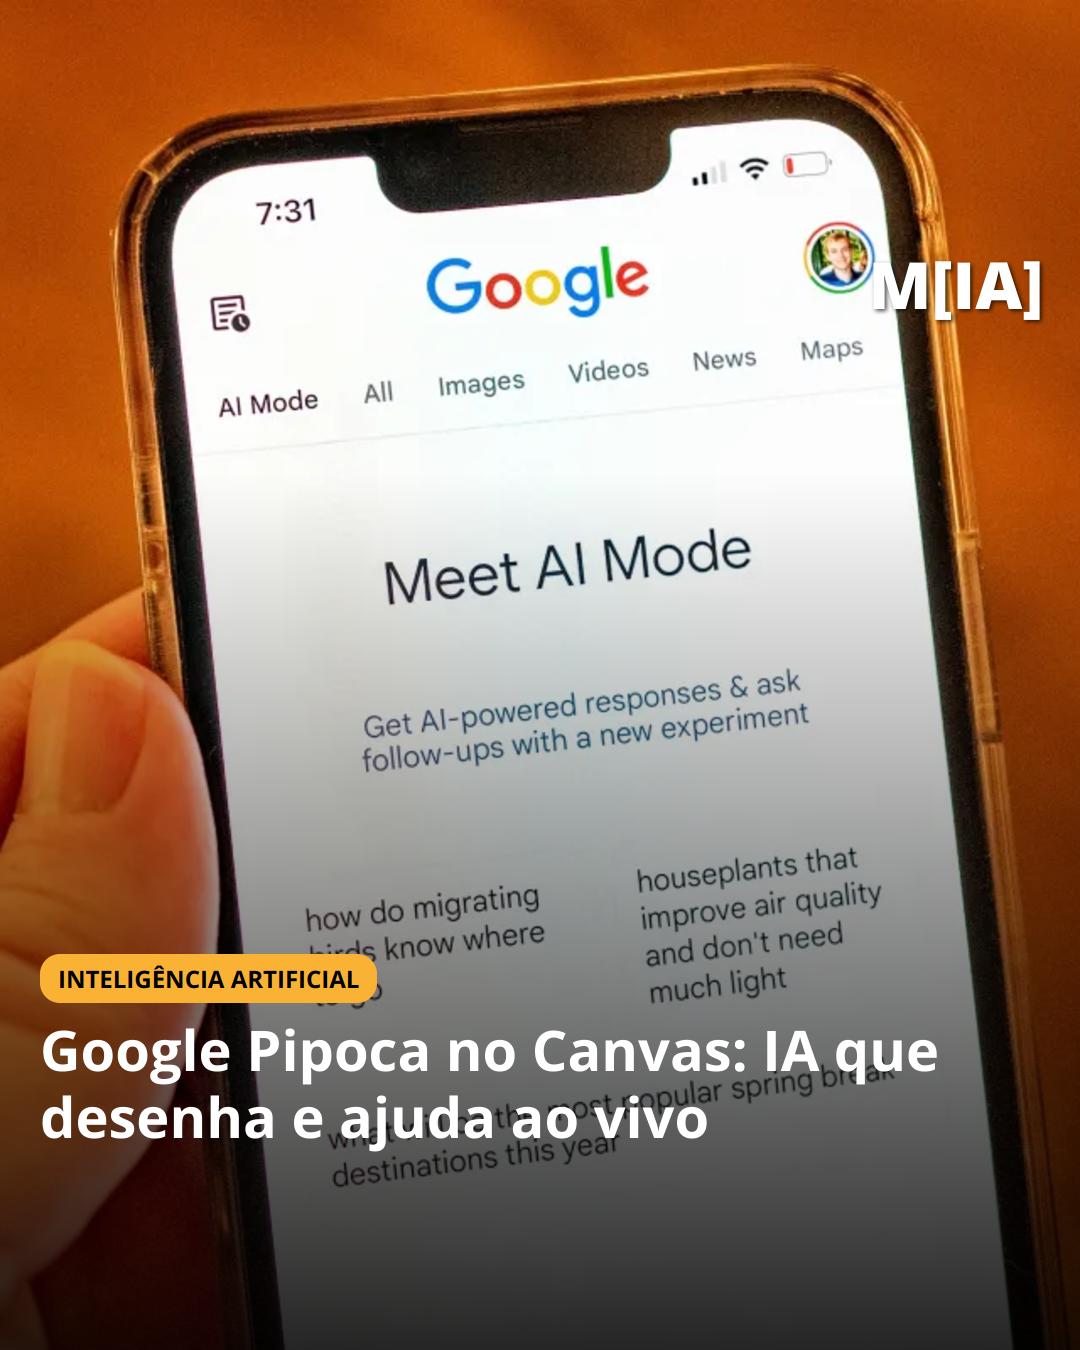 7:31
Google
M[IA]
AI Mode All Images Videos News Maps
Meet AI Mode
Get AI-powered responses & ask
follow-ups with a new experiment
how do migrating
birds know where
to go
houseplants that
improve air quality
and don't need
much light
INTELIGÊNCIA ARTIFICIAL
Google Pipoca no Canvas: IA que
desenha e ajuda ao vivo
most popular spring break
destinations this year